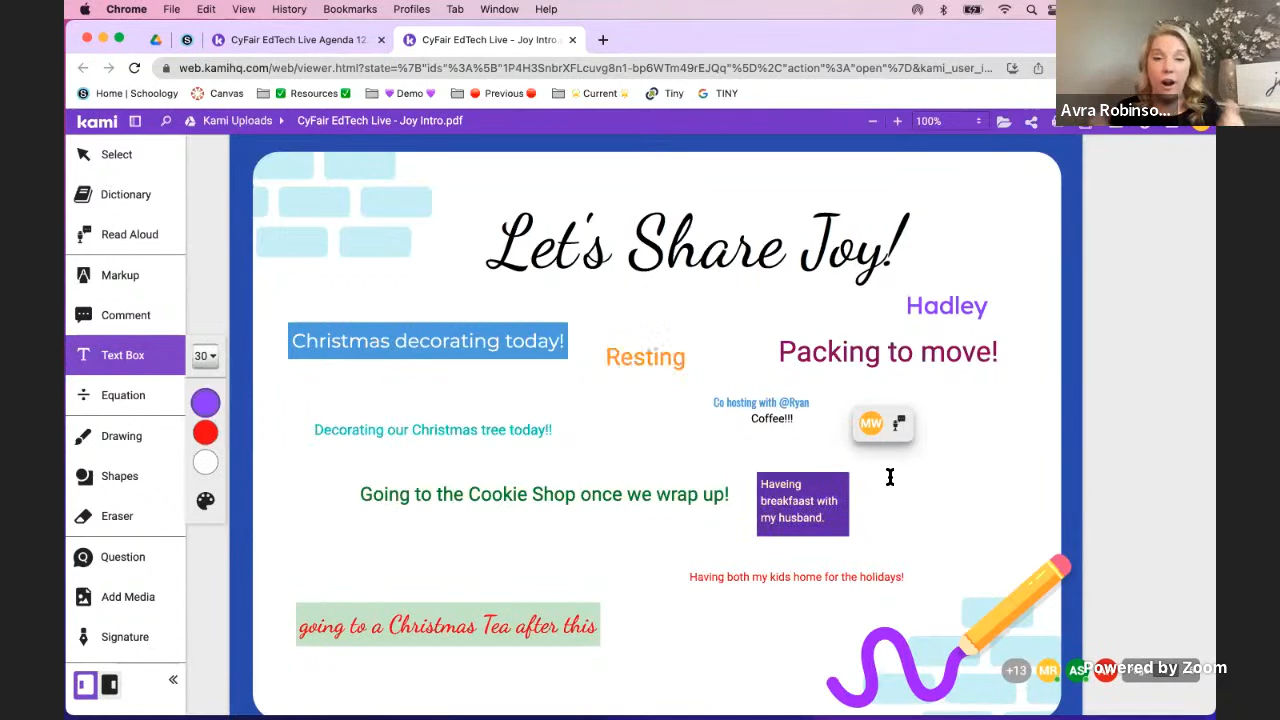 Chrome File Edit View History Bookmarks Profiles Tab Window Help
CyFair EdTech Live Agenda 12. CyFair EdTech Live - Joy Intro.
web.kamihq.com/web/viewer.html?state=%7B"ids"%3A%5B"1P4H3SnbrXFLcuvg8n1-bp6WTm49rEJQq"%5D%2C"action"%3A"open"%7D&kami_user_i...
Home | Schoology Canvas Resources Demo Previous Current Tiny TINY
Avra Robinso...
kami Kami Uploads CyFair EdTech Live - Joy Intro.pdf 100%
Select
Dictionary
Read Aloud
Markup
Comment
Text Box
30
Equation
Drawing
Shapes
Eraser
Question
Add Media
Signature
Let's Share Joy!
Hadley
Christmas decorating today!
Resting
Packing to move!
Co hosting with @Ryan
Coffee!!!
MW
Decorating our Christmas tree today!!
Going to the Cookie Shop once we wrap up!
Haveing
breakfaast with
my husband.
Having both my kids home for the holidays!
going to a Christmas Tea after this
+13 MR AS
Powered by Zoom